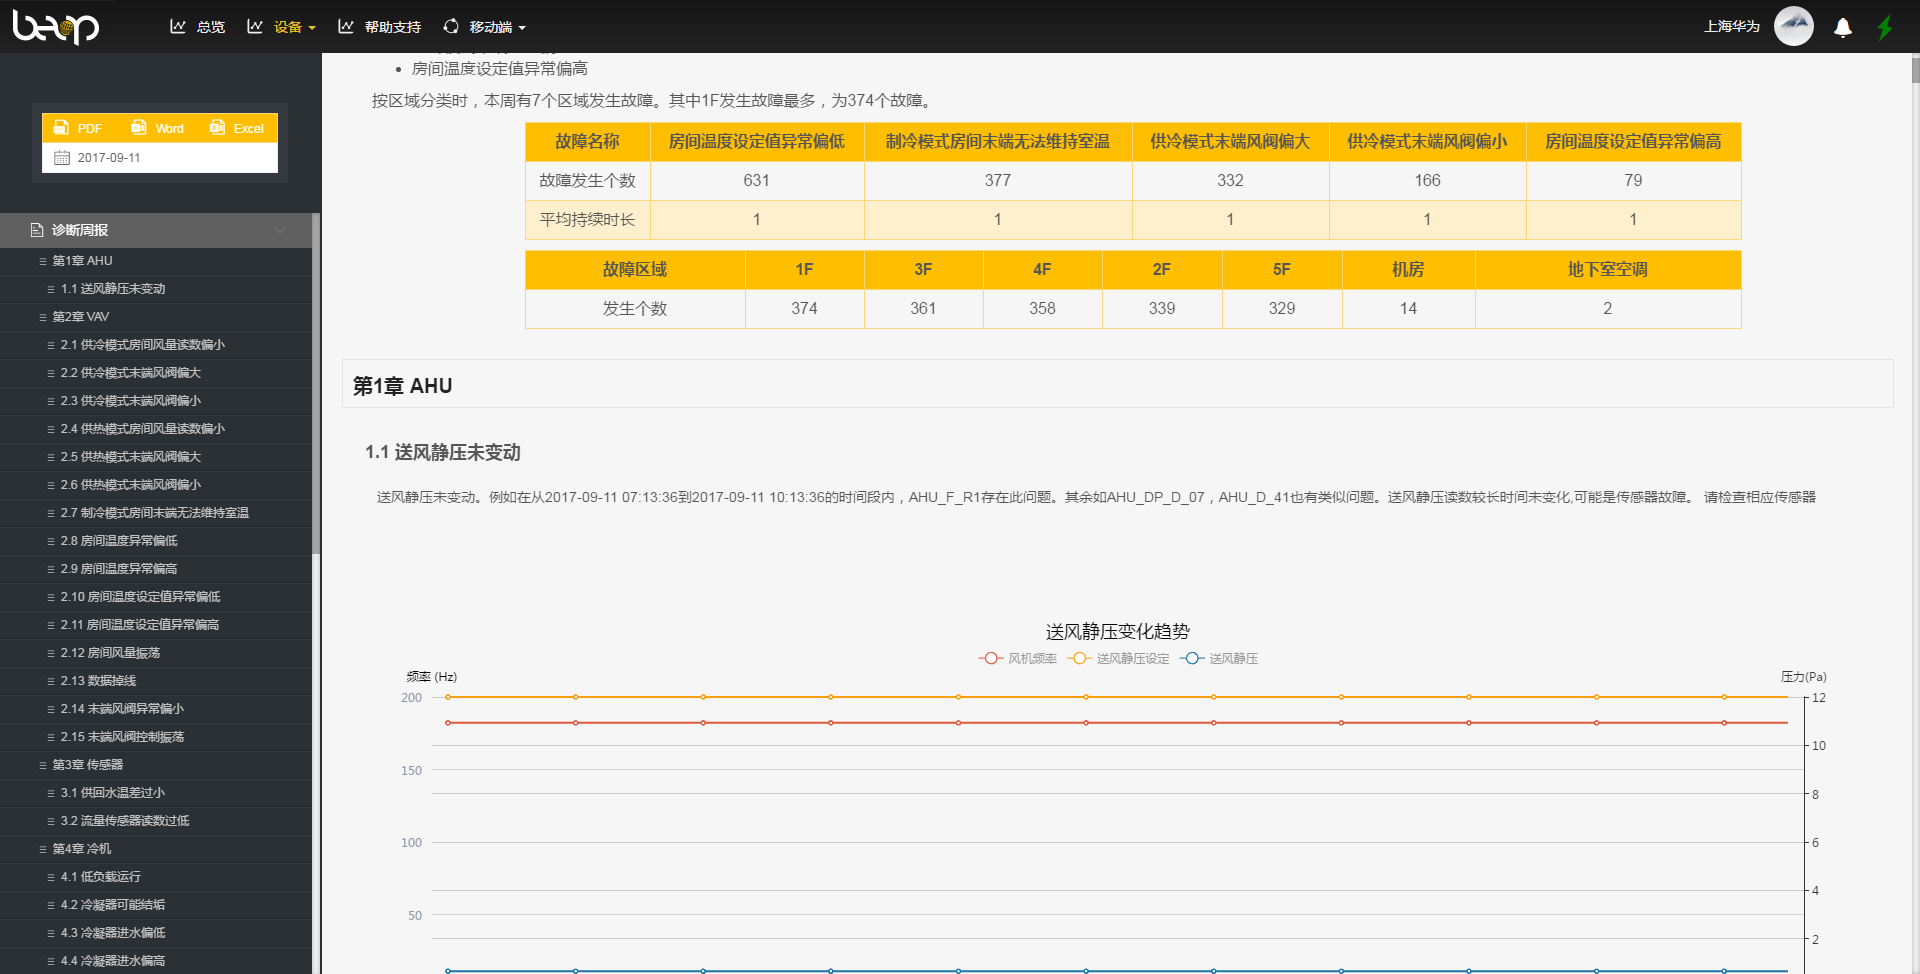 beop
总览
设备
帮助支持
移动端
上海华为
PDF
Word
Excel
2017-09-11
诊断周报
第1章 AHU
1.1 送风静压未变动
第2章 VAV
2.1 供冷模式房间风量读数偏小
2.2 供冷模式末端风阀偏大
2.3 供冷模式末端风阀偏小
2.4 供热模式房间风量读数偏小
2.5 供热模式末端风阀偏大
2.6 供热模式末端风阀偏小
2.7 制冷模式房间末端无法维持室温
2.8 房间温度异常偏低
2.9 房间温度异常偏高
2.10 房间温度设定值异常偏低
2.11 房间温度设定值异常偏高
2.12 房间风量振荡
2.13 数据掉线
2.14 末端风阀异常偏小
2.15 末端风阀控制振荡
第3章 传感器
3.1 供回水温差过小
3.2 流量传感器读数过低
第4章 冷机
4.1 低负载运行
4.2 冷凝器可能结垢
4.3 冷凝器进水偏低
4.4 冷凝器进水偏高
• 房间温度设定值异常偏高
按区域分类时，本周有7个区域发生故障。其中1F发生故障最多，为374个故障。
故障名称 房间温度设定值异常偏低 制冷模式房间末端无法维持室温 供冷模式末端风阀偏大 供冷模式末端风阀偏小 房间温度设定值异常偏高
故障发生个数 631 377 332 166 79
平均持续时长 1 1 1 1 1
故障区域 1F 3F 4F 2F 5F 机房 地下室空调
发生个数 374 361 358 339 329 14 2
第1章 AHU
1.1 送风静压未变动
送风静压未变动。例如在从2017-09-11 07:13:36到2017-09-11 10:13:36的时间段内，AHU_F_R1存在此问题。其余如AHU_DP_D_07，AHU_D_41也有类似问题。送风静压读数较长时间未变化,可能是传感器故障。 请检查相应传感器
送风静压变化趋势
风机频率 送风静压设定 送风静压
频率 (Hz)
压力(Pa)
200
150
100
50
12
10
8
6
4
2